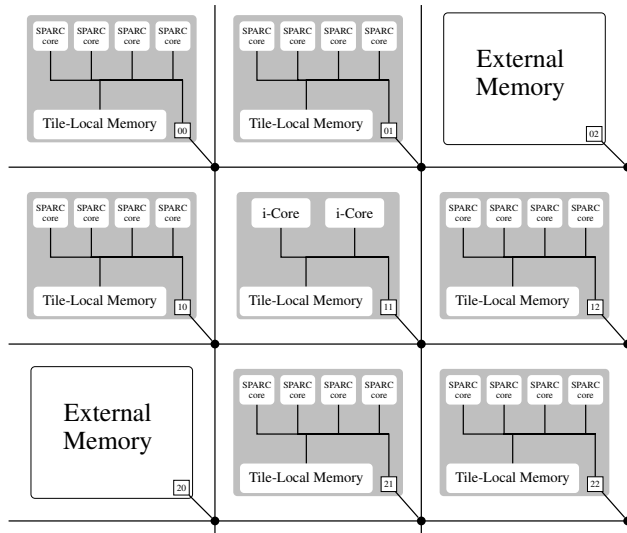 SPARC core SPARC core SPARC core SPARC core
Tile-Local Memory 00
SPARC core SPARC core SPARC core SPARC core
Tile-Local Memory 01
External
Memory
02
SPARC core SPARC core SPARC core SPARC core
Tile-Local Memory 10
i-Core i-Core
Tile-Local Memory 11
SPARC core SPARC core SPARC core SPARC core
Tile-Local Memory 12
External
Memory
20
SPARC core SPARC core SPARC core SPARC core
Tile-Local Memory 21
SPARC core SPARC core SPARC core SPARC core
Tile-Local Memory 22